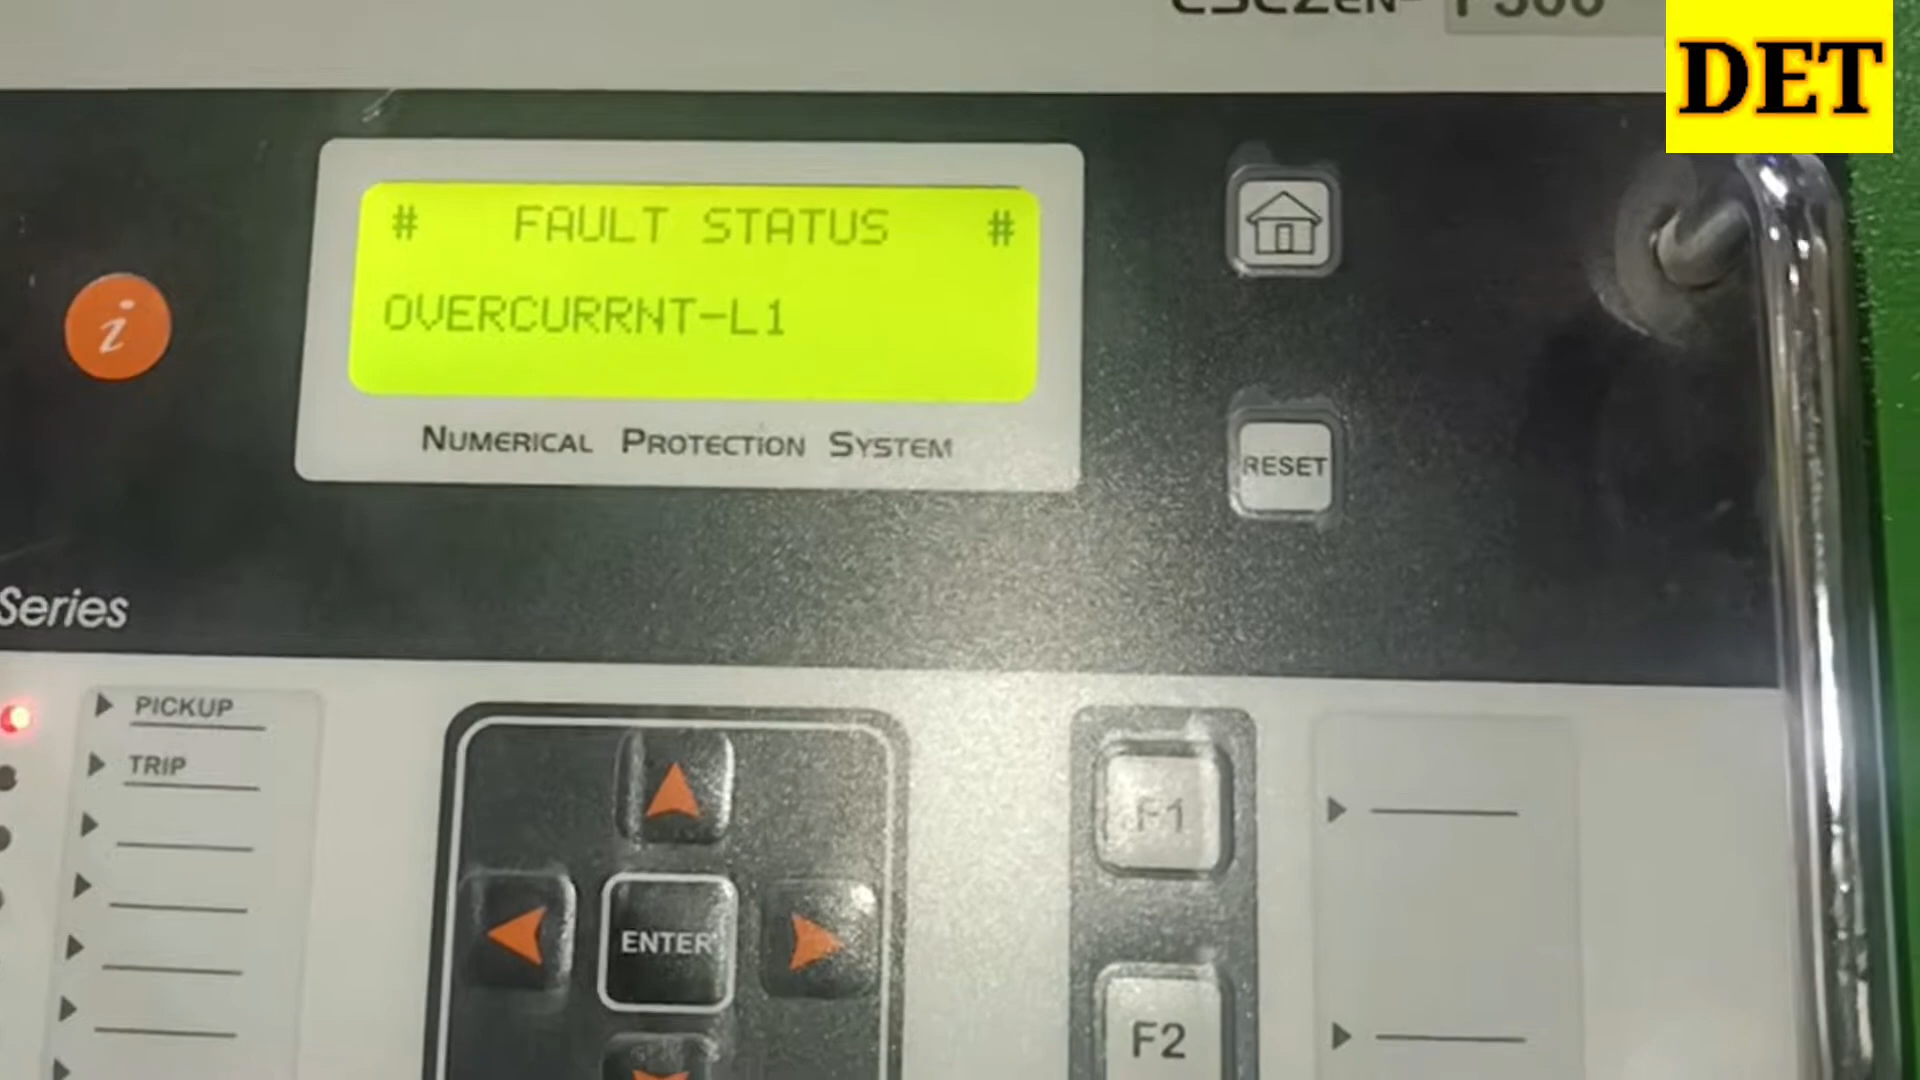 DET
# FAULT STATUS #
OVERCURRNT-L1
i
NUMERICAL PROTECTION SYSTEM
RESET
Series
PICKUP
TRIP
ENTER
F1
F2